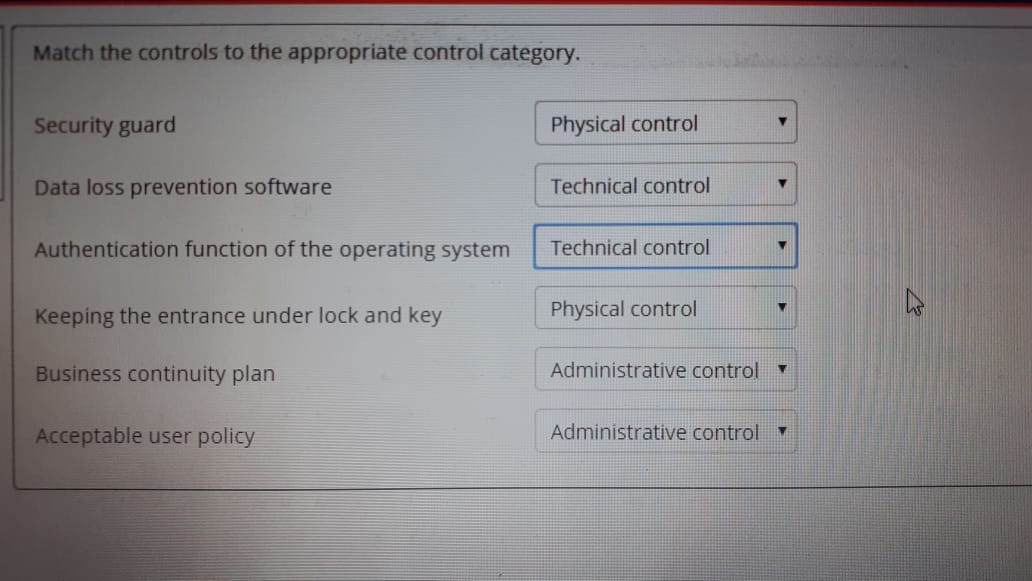 Match the controls to the appropriate control category.
Security guard Physical control
Data loss prevention software Technical control
Authentication function of the operating system Technical control
Keeping the entrance under lock and key Physical control
Business continuity plan Administrative control
Acceptable user policy Administrative control